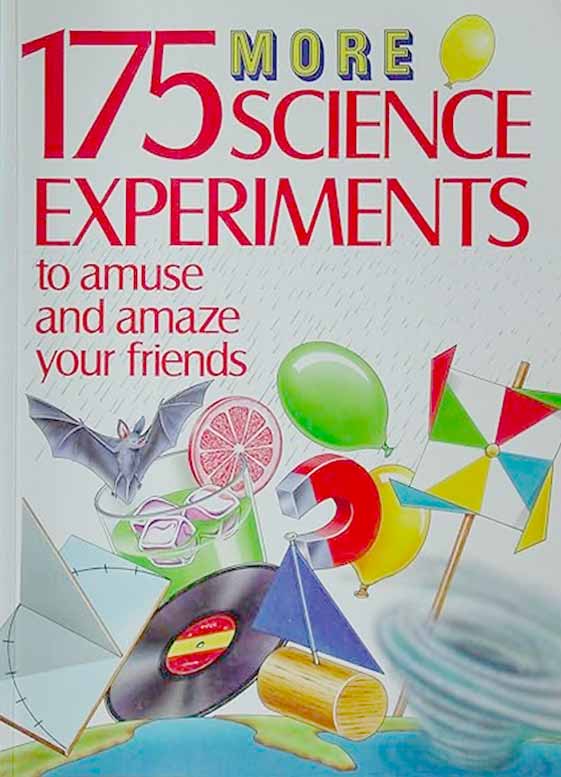 175 MORE
SCIENCE
EXPERIMENTS
to amuse
and amaze
your friends